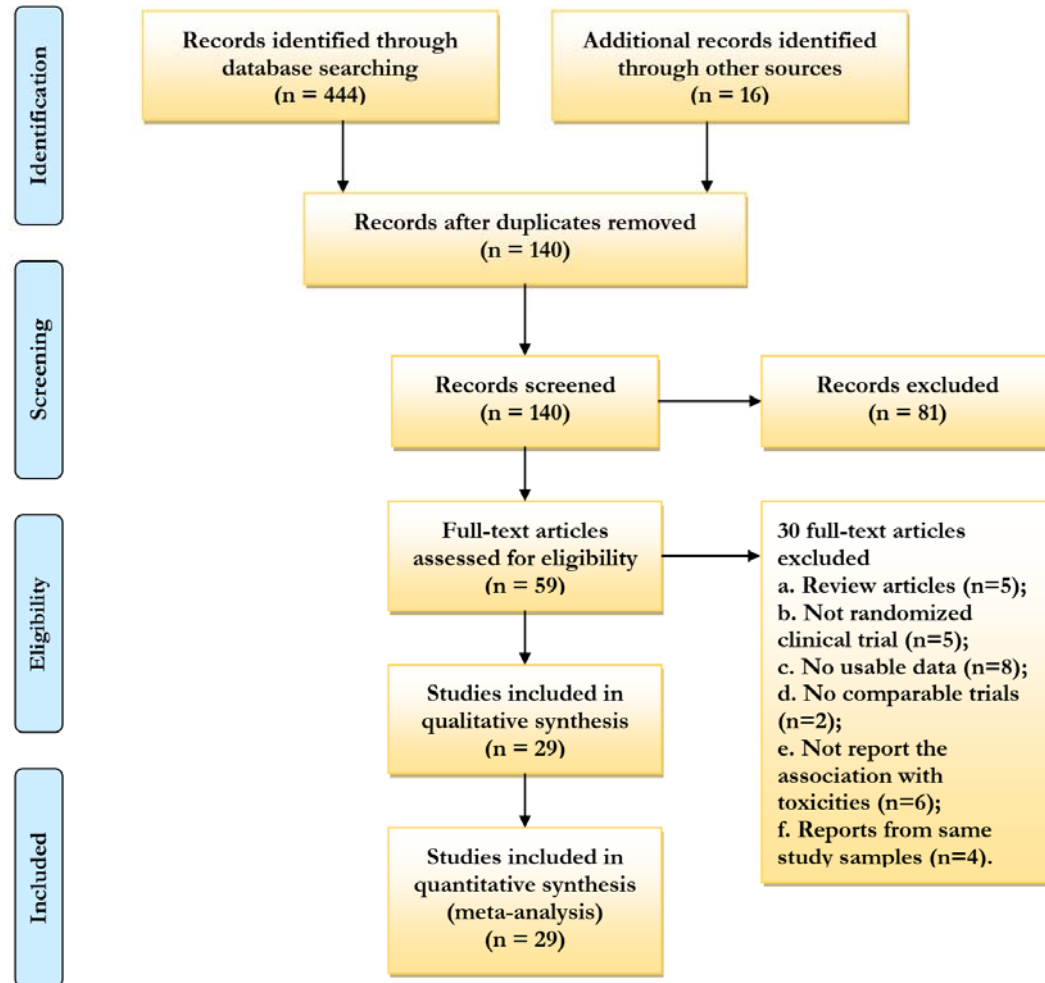 Identification
Records identified through
database searching
(n = 444)
Additional records identified
through other sources
(n = 16)
Records after duplicates removed
(n = 140)
Screening
Records screened
(n = 140)
Records excluded
(n = 81)
Eligibility
Full-text articles
assessed for eligibility
(n = 59)
30 full-text articles
excluded
a. Review articles (n=5);
b. Not randomized
clinical trial (n=5);
c. No usable data (n=8);
d. No comparable trials
(n=2);
e. Not report the
association with
toxicities (n=6);
f. Reports from same
study samples (n=4).
Studies included in
qualitative synthesis
(n = 29)
Included
Studies included in
quantitative synthesis
(meta-analysis)
(n = 29)